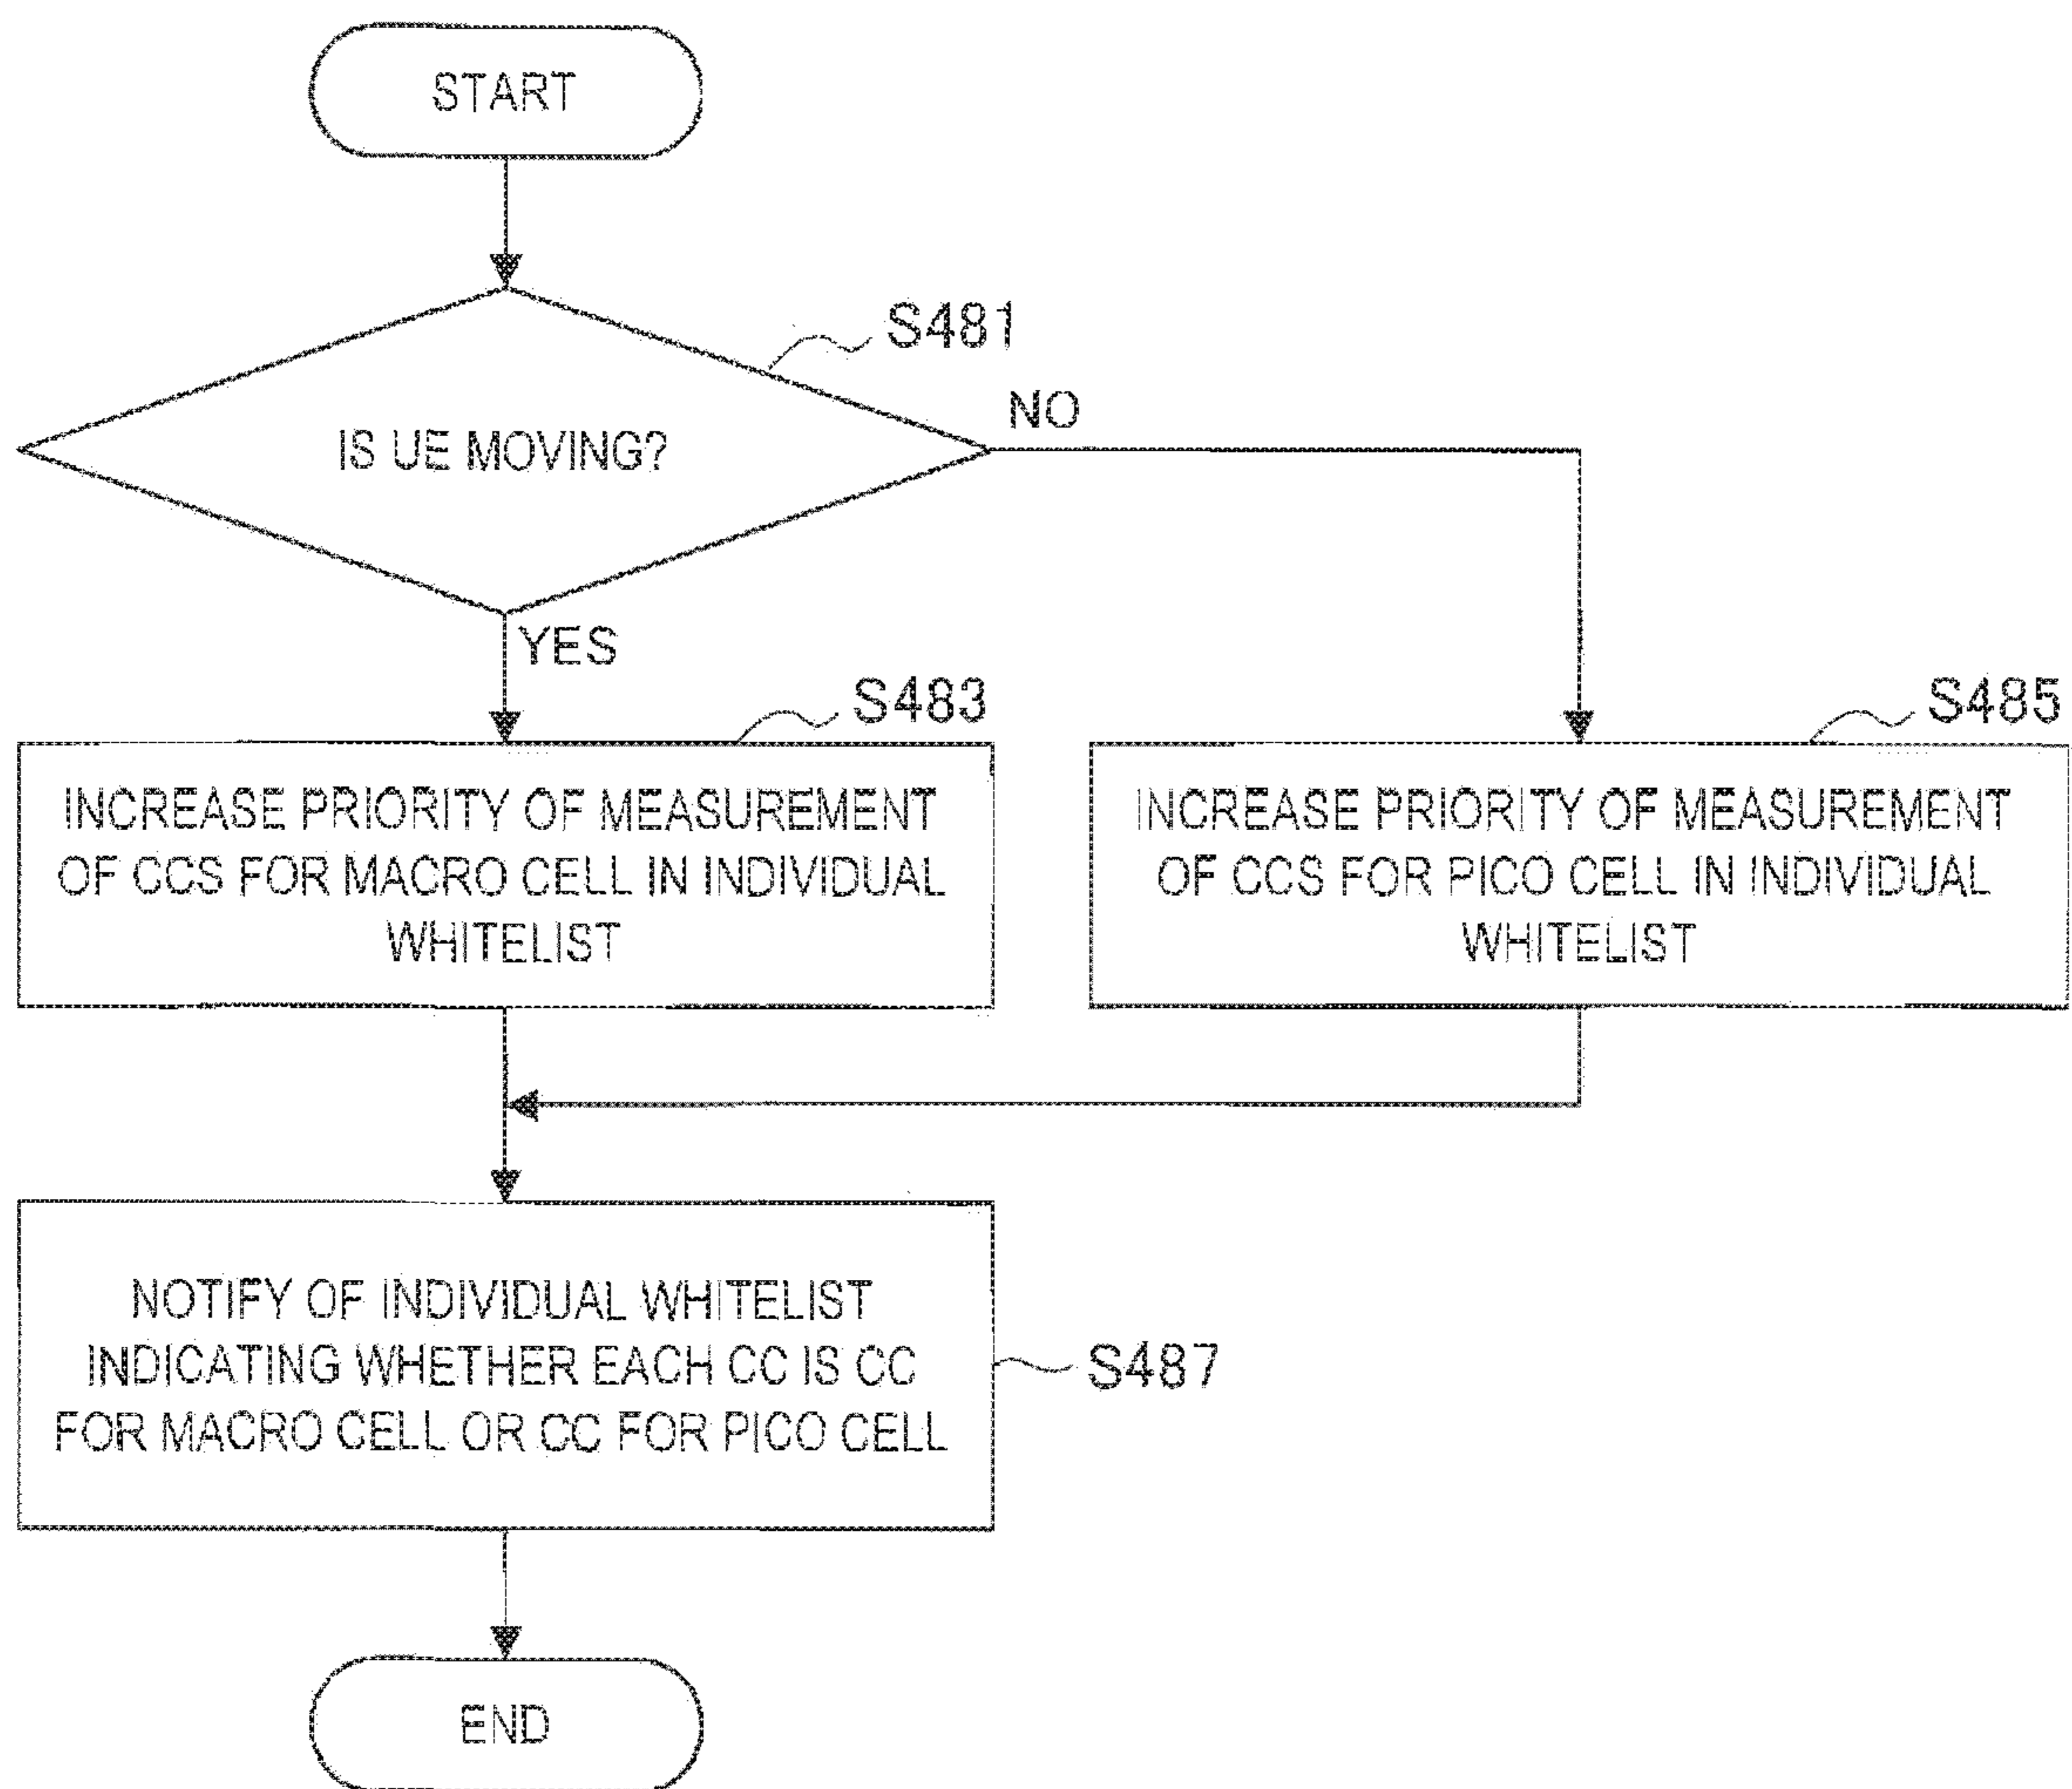 START
S481
IS UE MOVING?
NO
YES
S483
INCREASE PRIORITY OF MEASUREMENT
OF CCS FOR MACRO CELL IN INDIVIDUAL
WHITELIST
S485
INCREASE PRIORITY OF MEASUREMENT
OF CCS FOR PICO CELL IN INDIVIDUAL
WHITELIST
NOTIFY OF INDIVIDUAL WHITELIST
INDICATING WHETHER EACH CC IS CC
FOR MACRO CELL OR CC FOR PICO CELL
S487
END